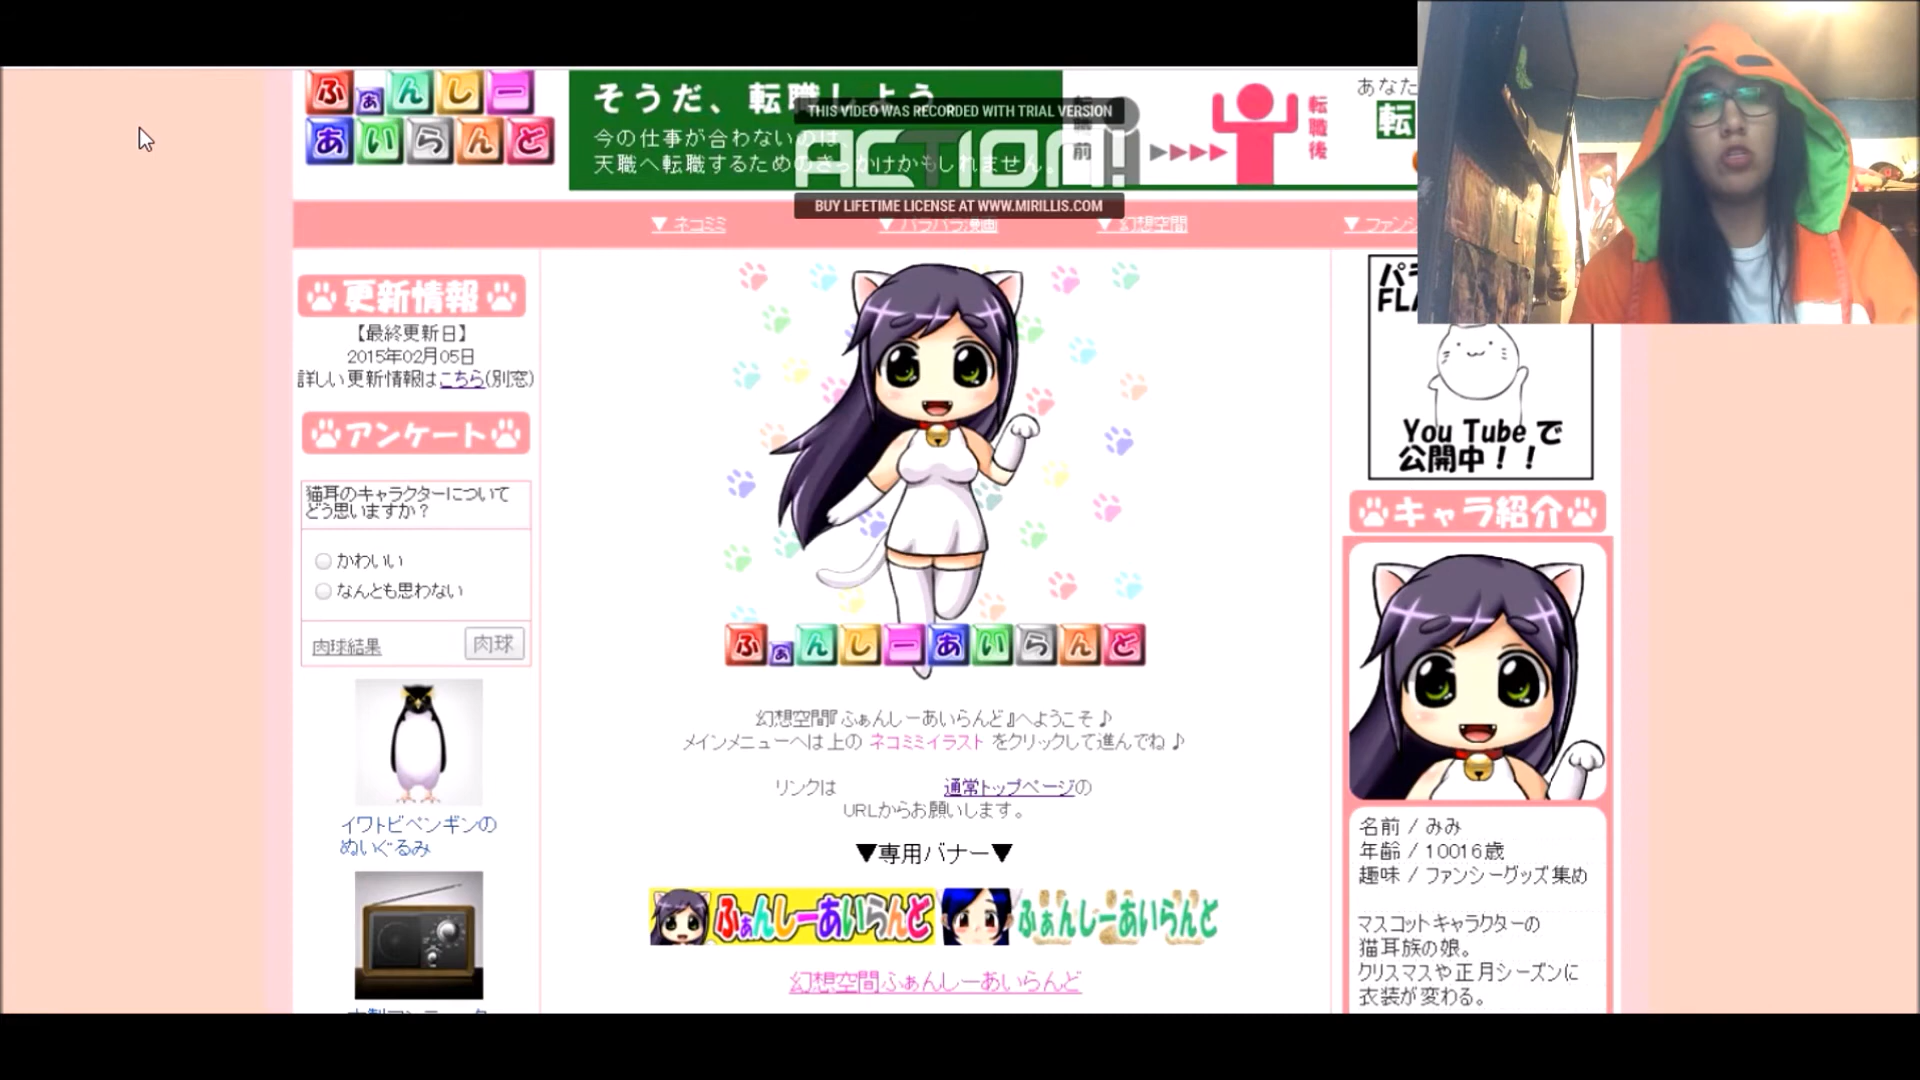 ふぁんしー
あいらんど
そうだ、転職しよう
今の仕事が合わないのは、
天職へ転職するためのきっかけかもしれません。
THIS VIDEO WAS RECORDED WITH TRIAL VERSION
ACTION!
BUY LIFETIME LICENSE AT WWW.MIRILLIS.COM
前
転職後
あなた
転
▼ ネコミミ
▼ パラパラ漫画
▼ 幻想空間
▼ ファンシ
更新情報
【最終更新日】
2015年02月05日
詳しい更新情報はこちら(別窓)
アンケート
猫耳のキャラクターについて
どう思いますか？
かわいい
なんとも思わない
肉球結果
肉球
イワトビペンギンの
ぬいぐるみ
ふぁんしーあいらんど
幻想空間『ふぁんしーあいらんど』へようこそ♪
メインメニューへは上の ネコミミイラスト をクリックして進んでね♪
リンクは 通常トップページの
URLからお願いします。
▼専用バナー▼
ふぁんしーあいらんど
ふぁんしーあいらんど
幻想空間ふぁんしーあいらんど
パラ
FLA
You Tubeで
公開中！！
キャラ紹介
名前 / みみ
年齢 / 10016歳
趣味 / ファンシーグッズ集め
マスコットキャラクターの
猫耳族の娘。
クリスマスや正月シーズンに
衣装が変わる。